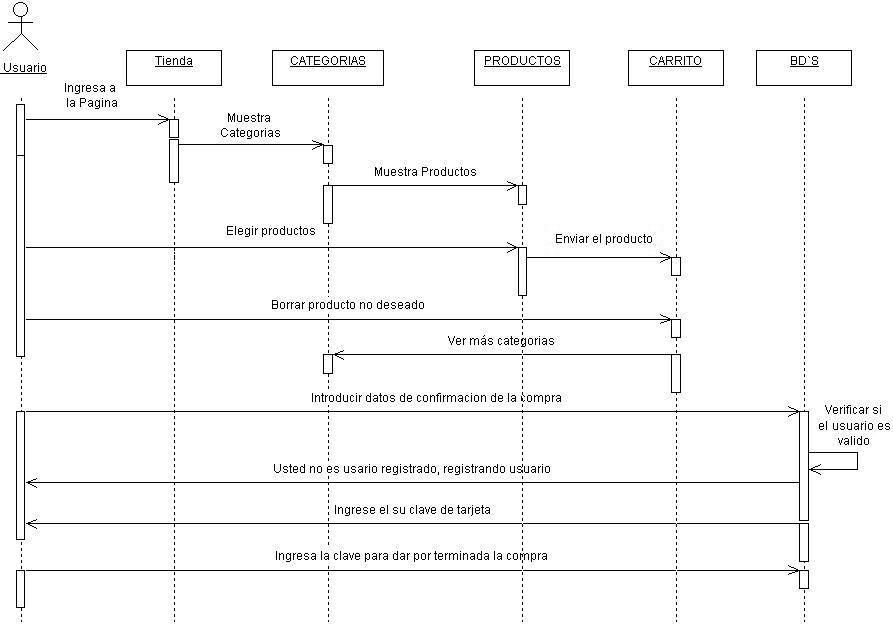 Usuario
Tienda
CATEGORIAS
PRODUCTOS
CARRITO
BD`S
Ingresa a
la Pagina
Muestra
Categorias
Muestra Productos
Elegir productos
Enviar el producto
Borrar producto no deseado
Ver más categorias
Introducir datos de confirmacion de la compra
Verificar si
el usuario es
valido
Usted no es usario registrado, registrando usuario
Ingrese el su clave de tarjeta
Ingresa la clave para dar por terminada la compra